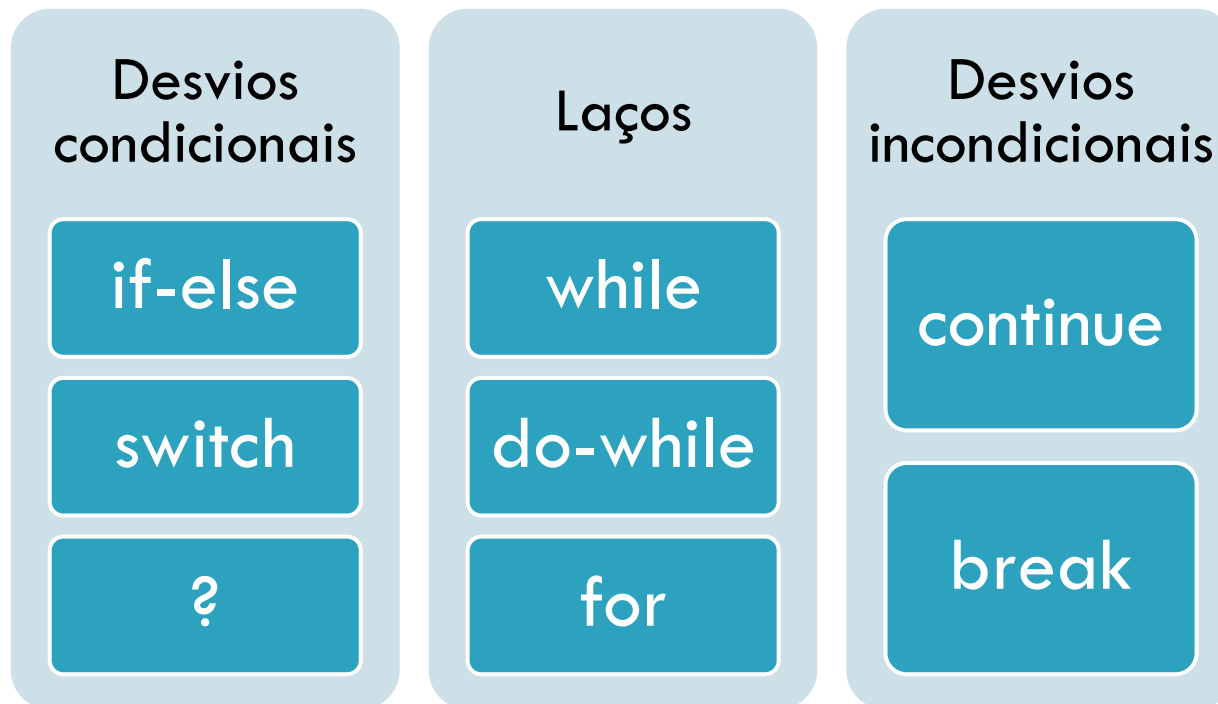 Desvios
condicionais
if-else
switch
?
Laços
while
do-while
for
Desvios
incondicionais
continue
break